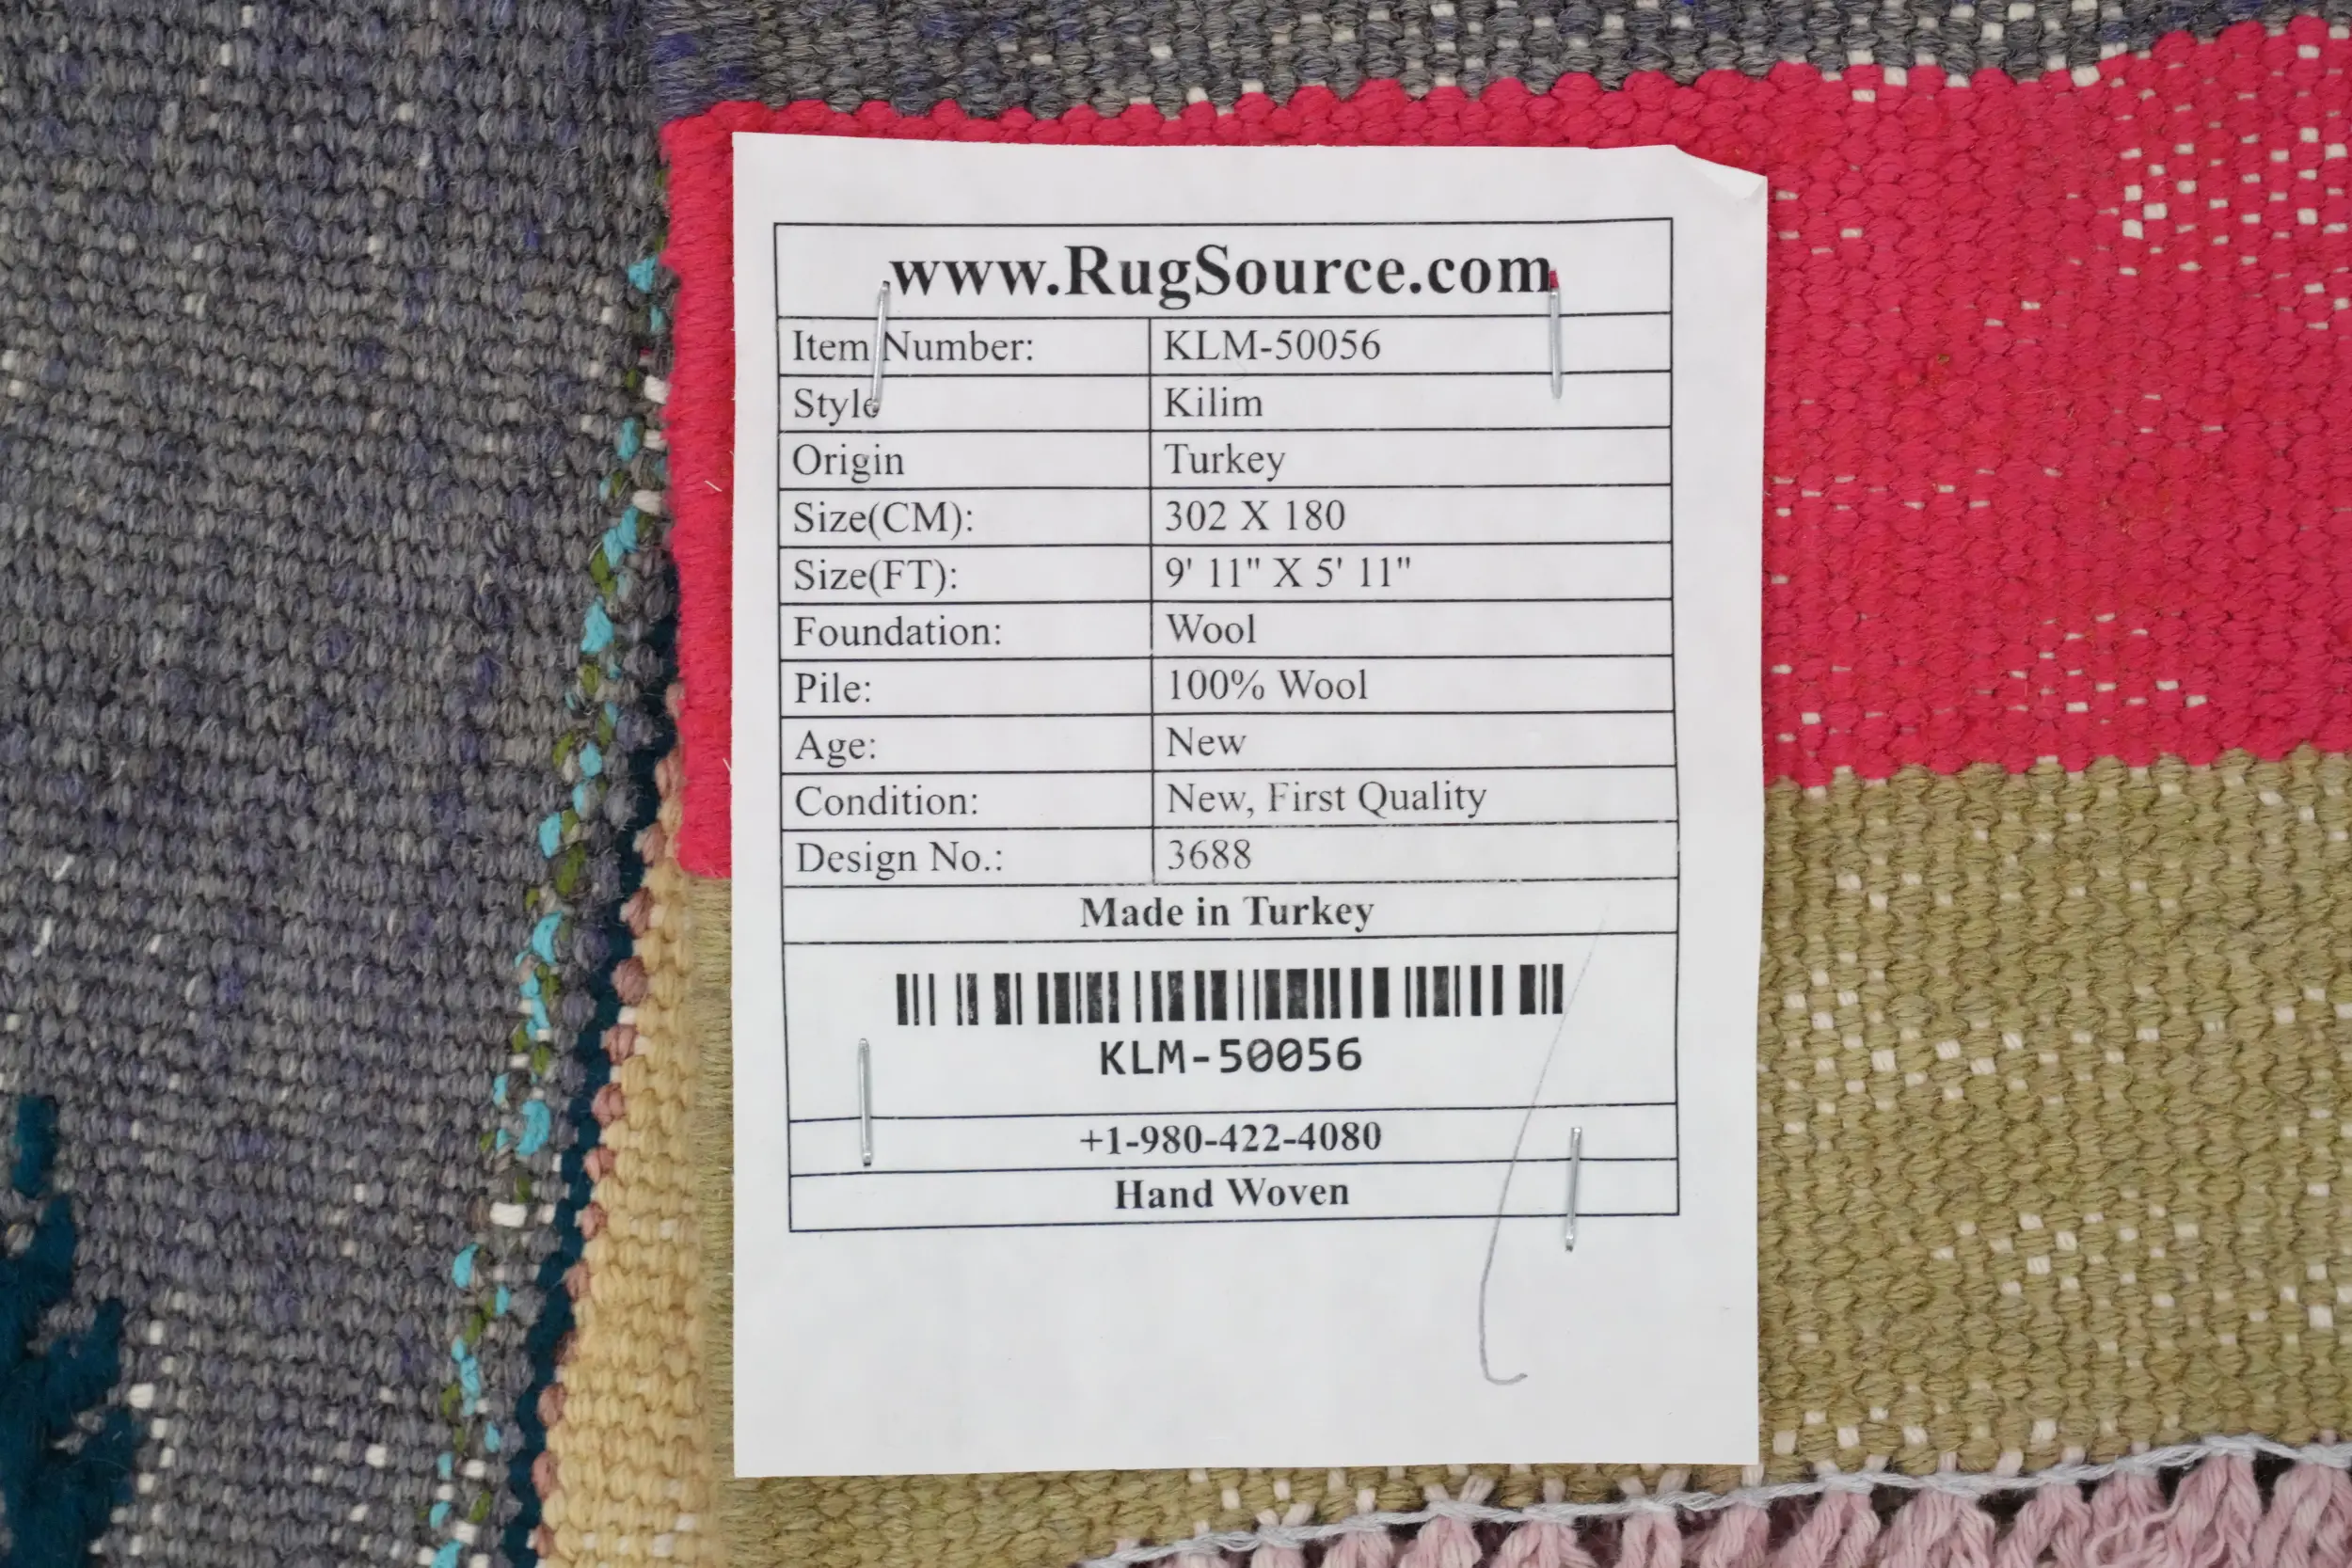 www.RugSource.com
Item Number: KLM-50056
Style Kilim
Origin Turkey
Size(CM): 302 X 180
Size(FT): 9' 11" X 5' 11"
Foundation: Wool
Pile: 100% Wool
Age: New
Condition: New, First Quality
Design No.: 3688
Made in Turkey
KLM-50056
+1-980-422-4080
Hand Woven